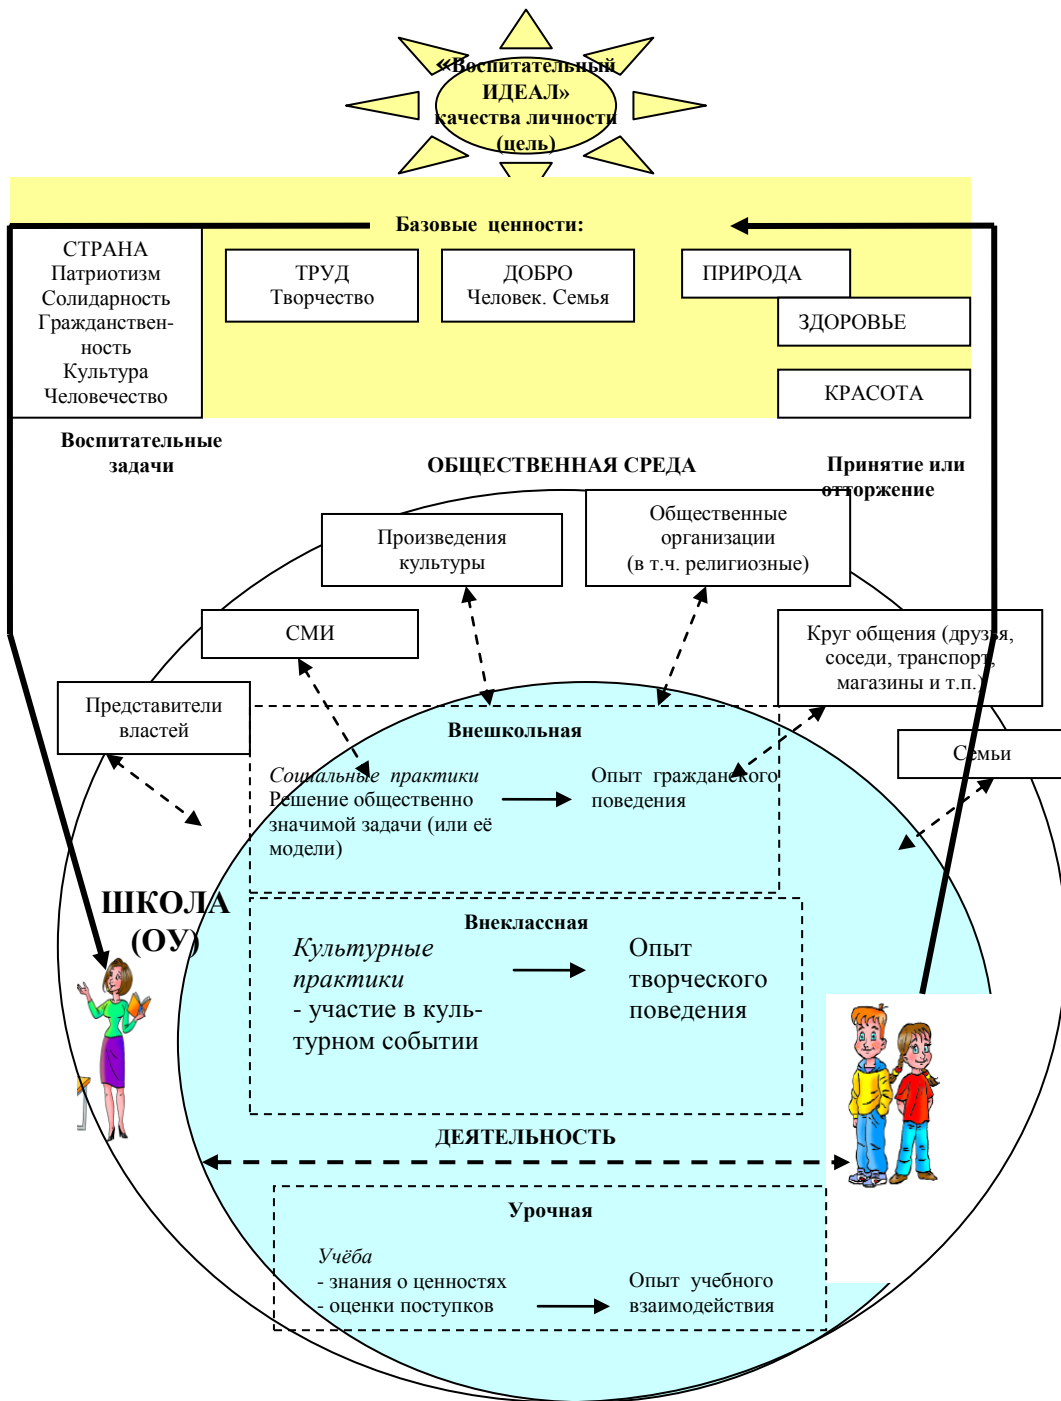 «Воспитательный
ИДЕАЛ»
качества личности
(цель)
Базовые ценности:
СТРАНА
Патриотизм
Солидарность
Гражданствен-
ность
Культура
Человечество
ТРУД
Творчество
ДОБРО
Человек. Семья
ПРИРОДА
ЗДОРОВЬЕ
КРАСОТА
Воспитательные
задачи
ОБЩЕСТВЕННАЯ СРЕДА
Принятие или
отторжение
Произведения
культуры
Общественные
организации
(в т.ч. религиозные)
СМИ
Круг общения (друзья,
соседи, транспорт,
магазины и т.п.)
Представители
властей
Семьи
Внешкольная
Социальные практики
Решение общественно
значимой задачи (или её
модели)
Опыт гражданского
поведения
ШКОЛА
(ОУ)
Внеклассная
Культурные
практики
- участие в куль-
турном событии
Опыт
творческого
поведения
ДЕЯТЕЛЬНОСТЬ
Урочная
Учёба
- знания о ценностях
- оценки поступков
Опыт учебного
взаимодействия